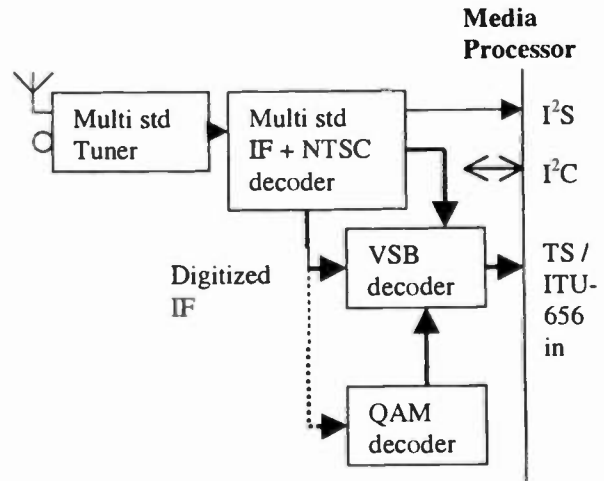 Media
Processor
Multi std
Tuner
Multi std
IF + NTSC
decoder
I²S
I²C
VSB
decoder
TS /
ITU-
656
in
Digitized
IF
QAM
decoder